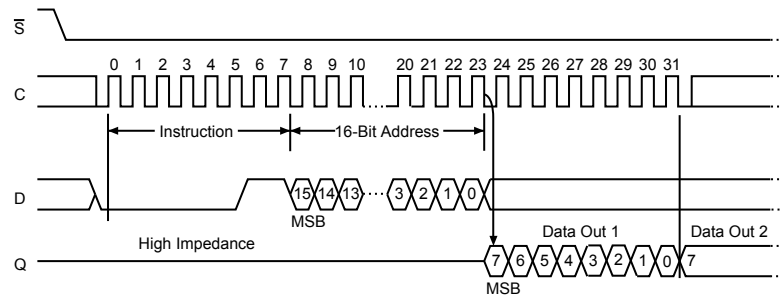 S
0 1 2 3 4 5 6 7 8 9 10 20 21 22 23 24 25 26 27 28 29 30 31
C
Instruction 16-Bit Address
D 15 14 13 3 2 1 0
MSB
High Impedance Data Out 1 Data Out 2
Q 7 6 5 4 3 2 1 0 7
MSB